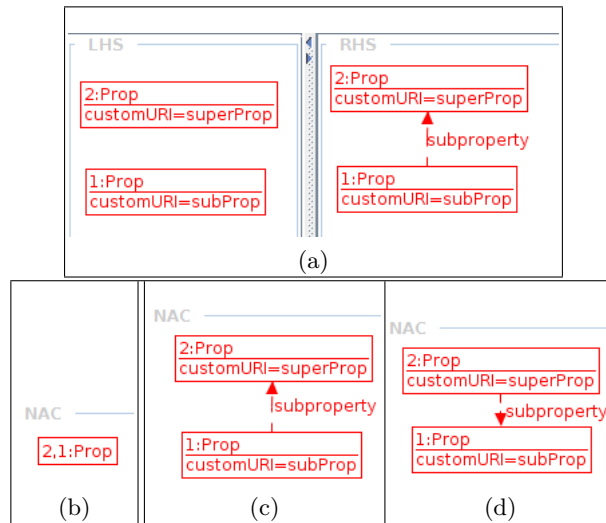 LHS
2:Prop
customURI=superProp
1:Prop
customURI=subProp
RHS
2:Prop
customURI=superProp
subproperty
1:Prop
customURI=subProp
(a)
NAC
2,1:Prop
(b)
NAC
2:Prop
customURI=superProp
subproperty
1:Prop
customURI=subProp
(c)
NAC
2:Prop
customURI=superProp
subproperty
1:Prop
customURI=subProp
(d)